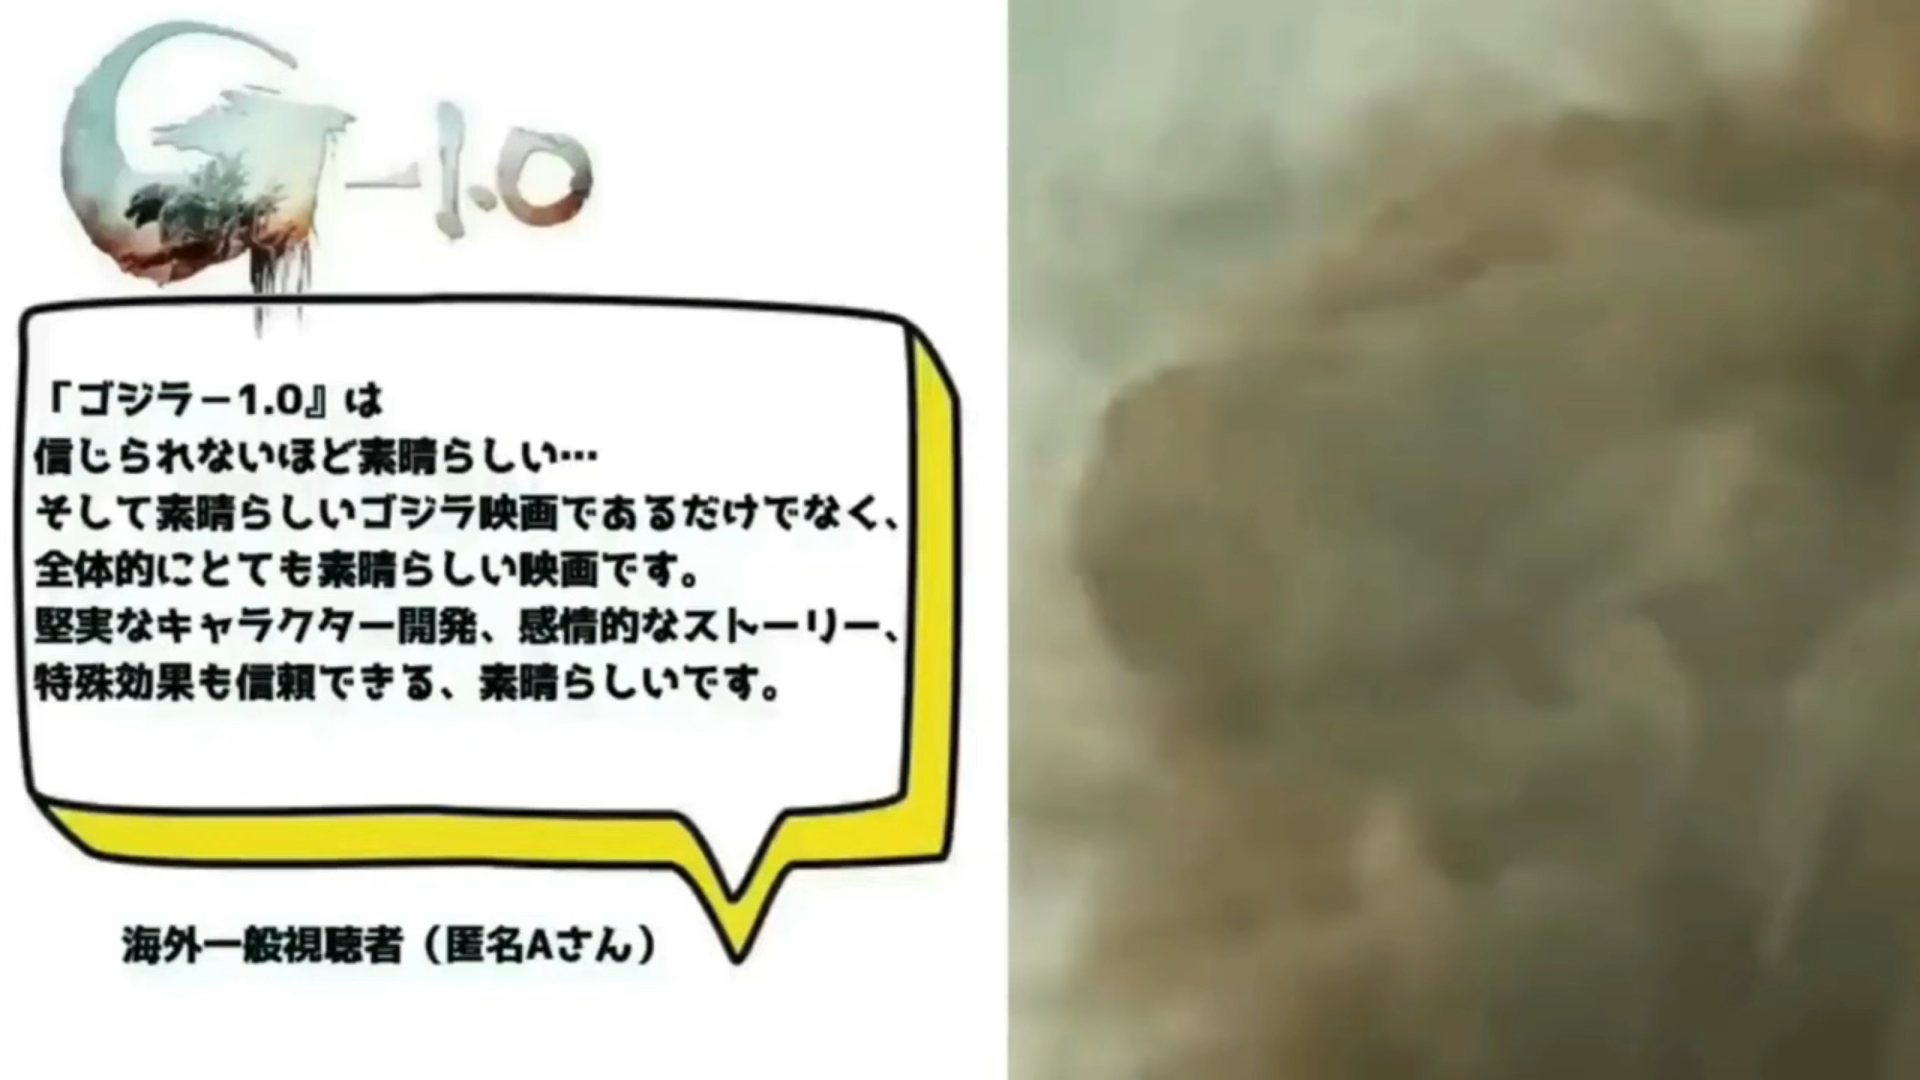 G-1.0
「ゴジラー1.0』は
信じられないほど素晴らしい…
そして素晴らしいゴジラ映画であるだけでなく、
全体的にとても素晴らしい映画です。
堅実なキャラクター開発、感情的なストーリー、
特殊効果も信頼できる、素晴らしいです。
海外一般視聴者（匿名Aさん）